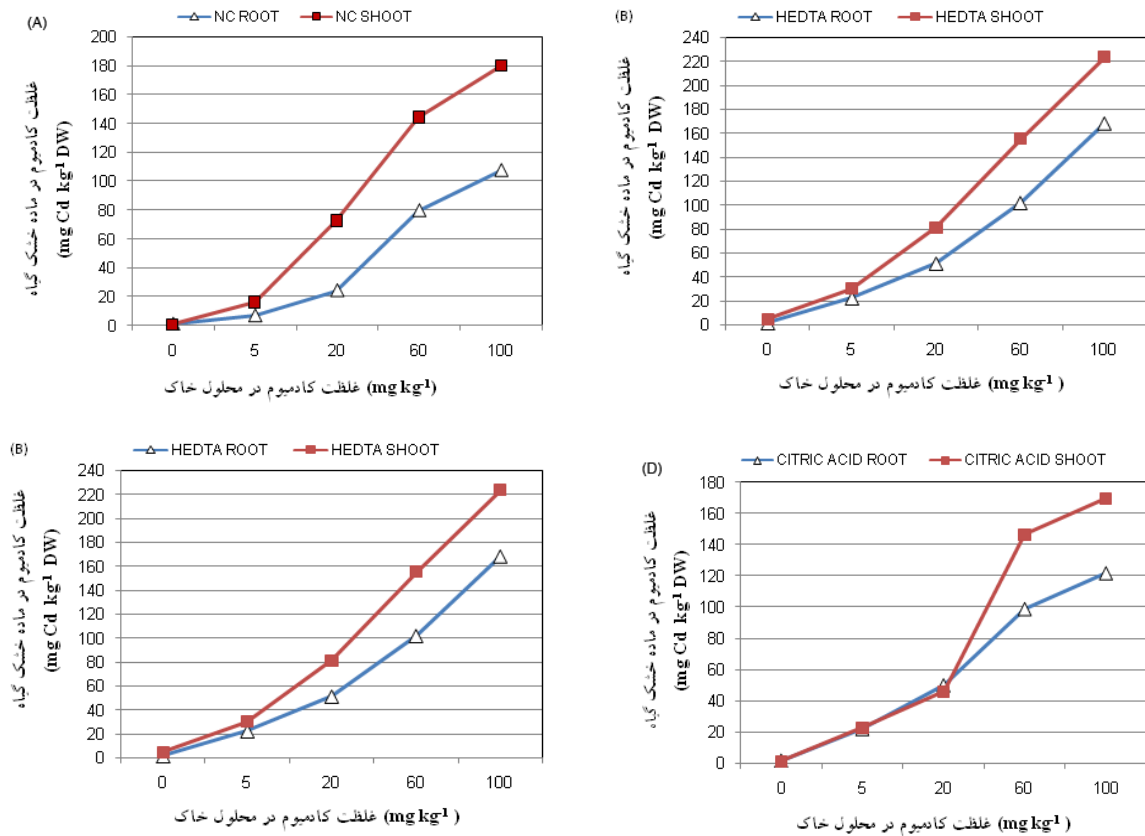 (A)
NC ROOT NC SHOOT
غلظت کادمیوم در ماده خشک گیاه
(mg Cd kg⁻¹ DW)
200
180
160
140
120
100
80
60
40
20
0
0 5 20 60 100
غلظت کادمیوم در محلول خاک (mg kg⁻¹)
(B)
HEDTA ROOT HEDTA SHOOT
غلظت کادمیوم در ماده خشک گیاه
(mg Cd kg⁻¹ DW)
240
220
200
180
160
140
120
100
80
60
40
20
0
0 5 20 60 100
غلظت کادمیوم در محلول خاک (mg kg⁻¹ )
(B)
HEDTA ROOT HEDTA SHOOT
غلظت کادمیوم در ماده خشک گیاه
(mg Cd kg⁻¹ DW)
240
220
200
180
160
140
120
100
80
60
40
20
0
0 5 20 60 100
غلظت کادمیوم در محلول خاک (mg kg⁻¹ )
(D)
CITRIC ACID ROOT CITRIC ACID SHOOT
غلظت کادمیوم در ماده خشک گیاه
(mg Cd kg⁻¹ DW)
180
160
140
120
100
80
60
40
20
0
0 5 20 60 100
غلظت کادمیوم در محلول خاک (mg kg⁻¹ )